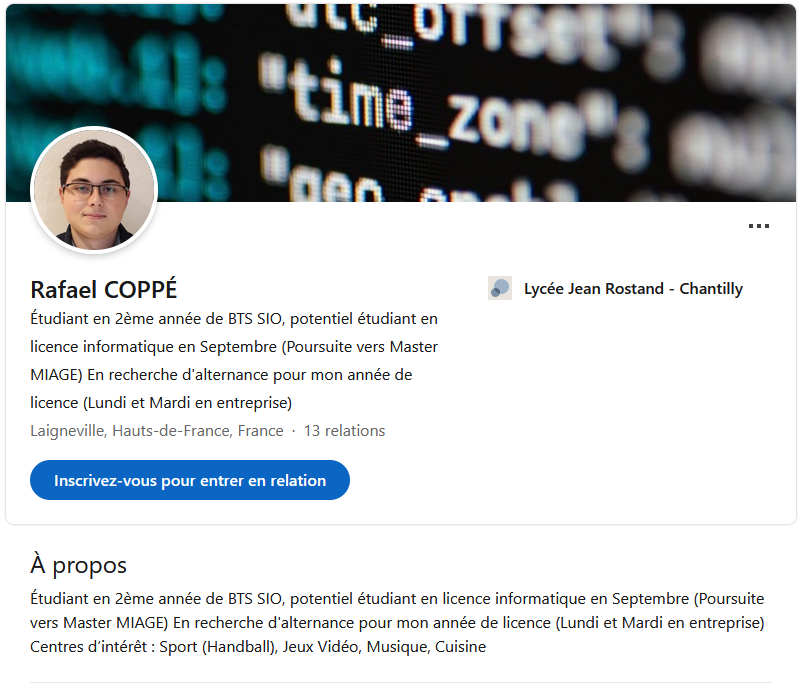 utc_offset":
"time_zone":
"geo_enabl
Rafael COPPÉ
Lycée Jean Rostand - Chantilly
Étudiant en 2ème année de BTS SIO, potentiel étudiant en
licence informatique en Septembre (Poursuite vers Master
MIAGE) En recherche d'alternance pour mon année de
licence (Lundi et Mardi en entreprise)
Laigneville, Hauts-de-France, France · 13 relations
Inscrivez-vous pour entrer en relation
À propos
Étudiant en 2ème année de BTS SIO, potentiel étudiant en licence informatique en Septembre (Poursuite
vers Master MIAGE) En recherche d'alternance pour mon année de licence (Lundi et Mardi en entreprise)
Centres d’intérêt : Sport (Handball), Jeux Vidéo, Musique, Cuisine